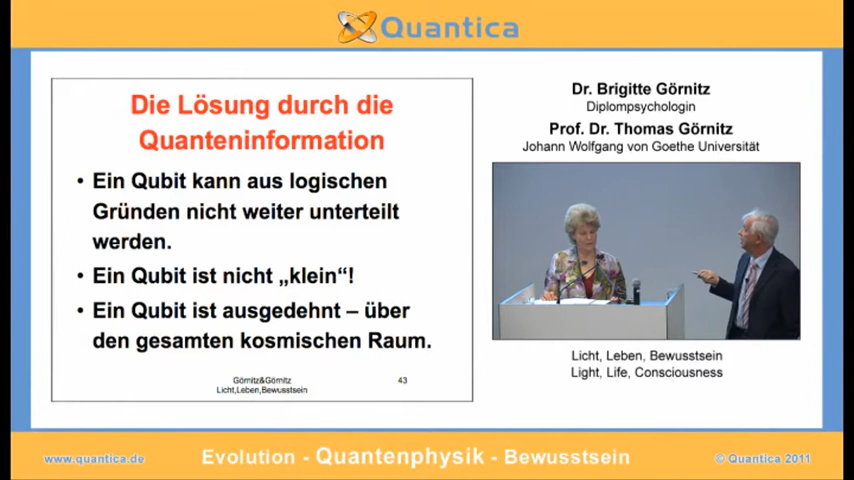 Quantica
Die Lösung durch die
Quanteninformation
• Ein Qubit kann aus logischen
Gründen nicht weiter unterteilt
werden.
• Ein Qubit ist nicht „klein“!
• Ein Qubit ist ausgedehnt – über
den gesamten kosmischen Raum.
Görnitz&Görnitz
Licht,Leben,Bewusstsein
43
Dr. Brigitte Görnitz
Diplompsychologin
Prof. Dr. Thomas Görnitz
Johann Wolfgang von Goethe Universität
Licht, Leben, Bewusstsein
Light, Life, Consciousness
www.quantica.de
Evolution - Quantenphysik - Bewusstsein
© Quantica 2011